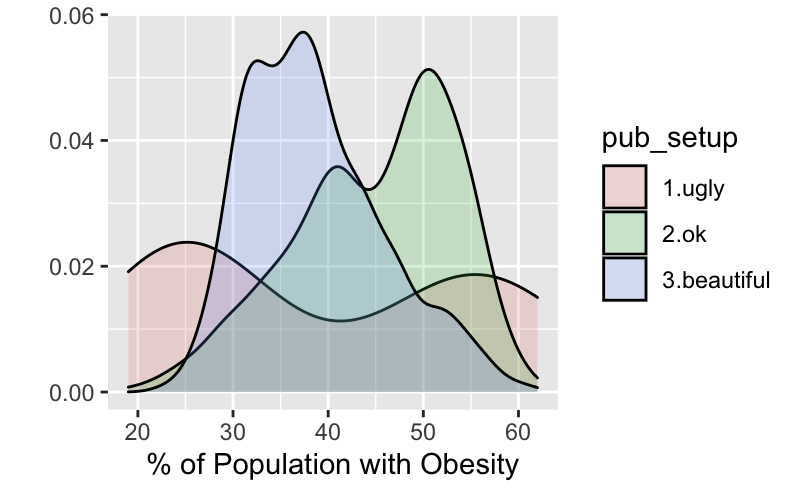 0.06
0.04
0.02
0.00
20 30 40 50 60
% of Population with Obesity
pub_setup
1.ugly
2.ok
3.beautiful